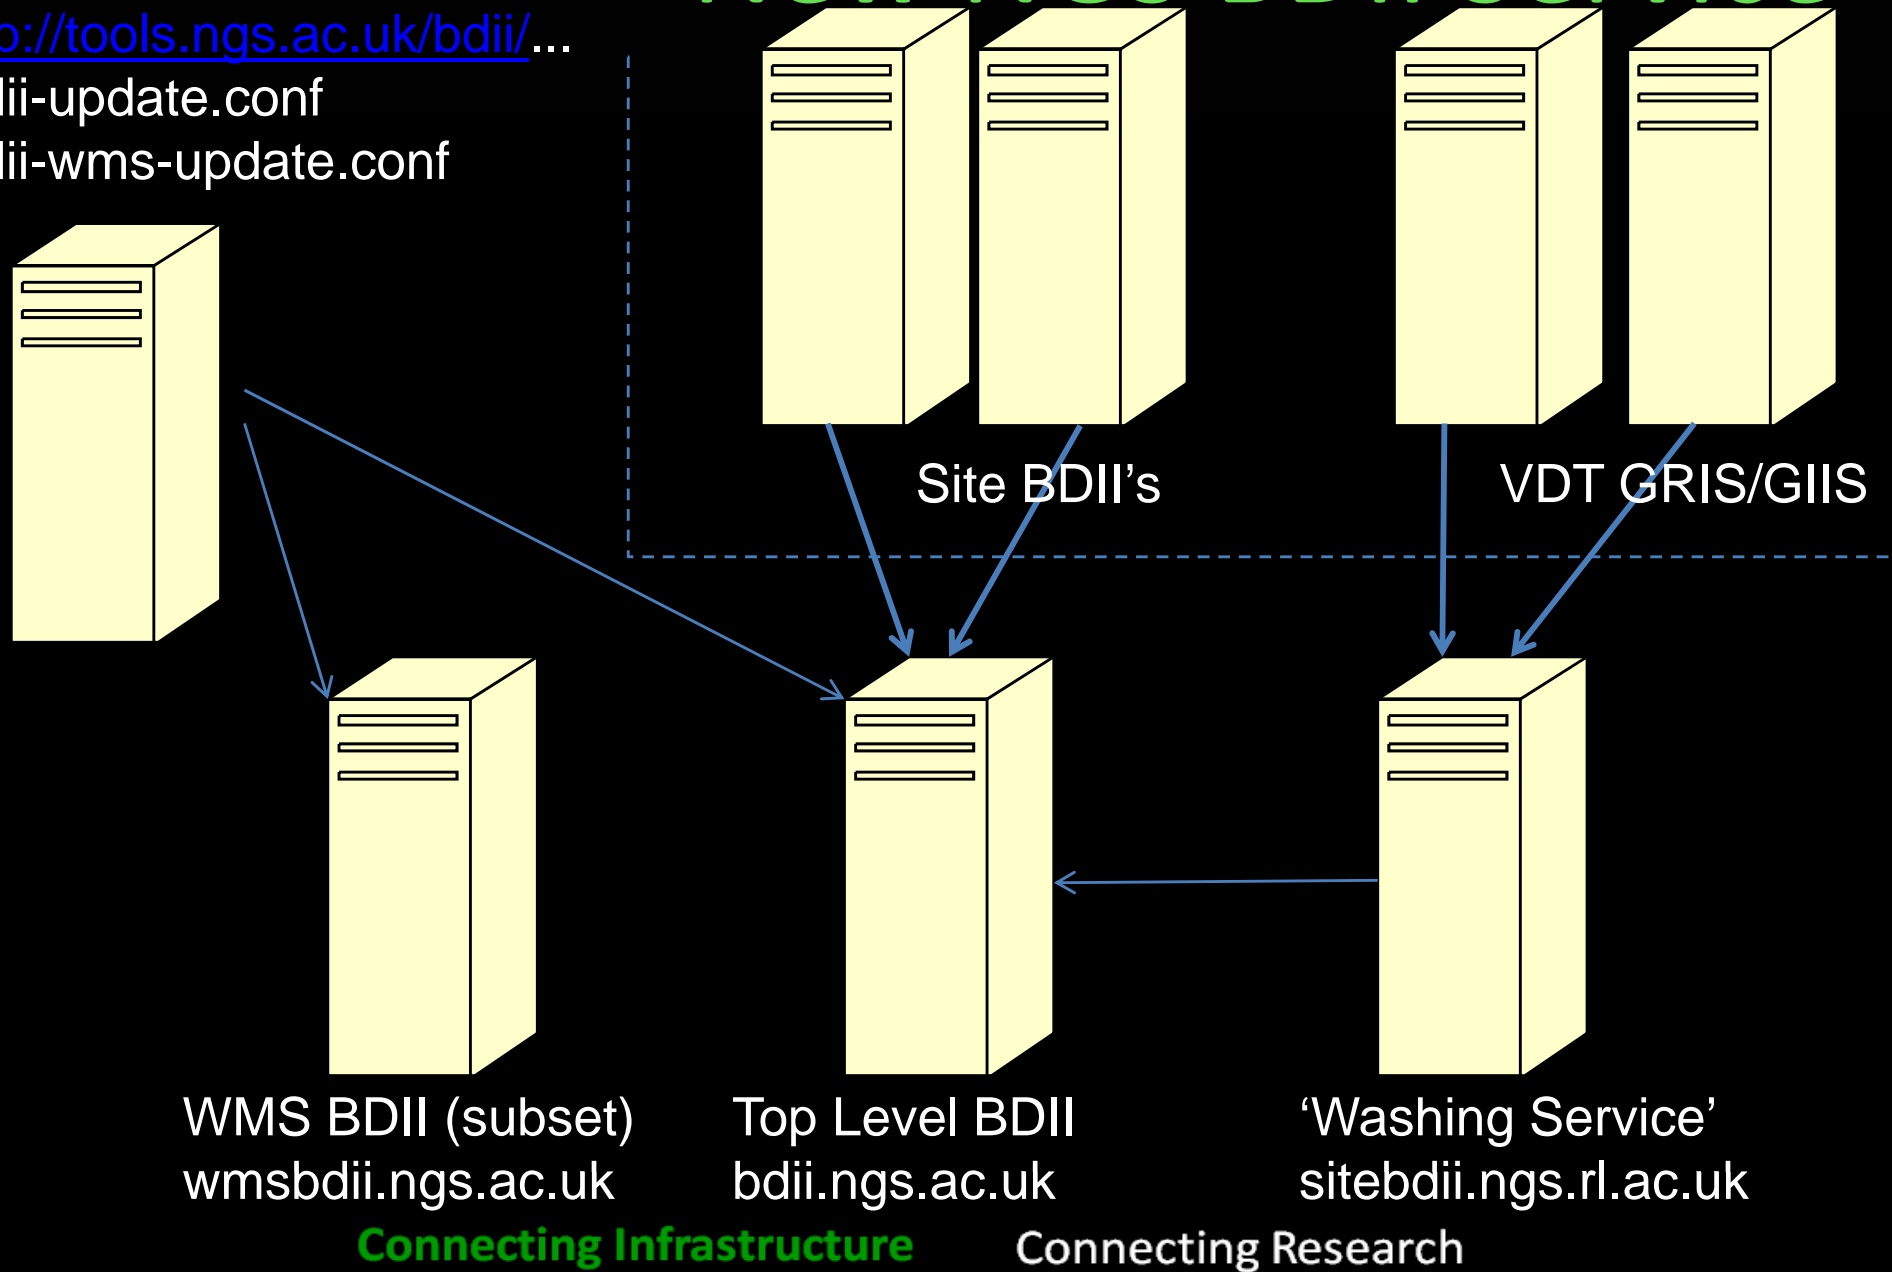 p://tools.ngs.ac.uk/bdii/...
dii-update.conf
dii-wms-update.conf
Site BDII's
VDT GRIS/GIIS
WMS BDII (subset)
wmsbdii.ngs.ac.uk
Top Level BDII
bdii.ngs.ac.uk
‘Washing Service’
sitebdii.ngs.rl.ac.uk
Connecting Infrastructure
Connecting Research